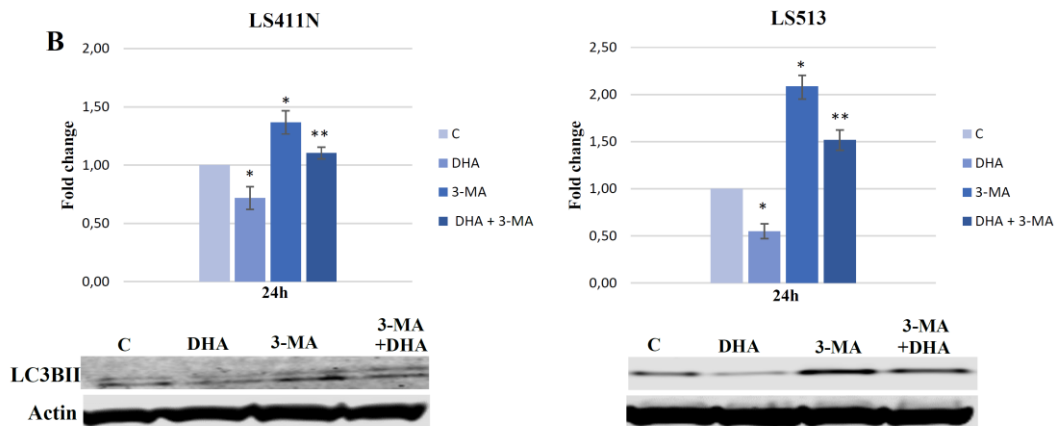 B
LS411N
2,00
1,50
1,00
0,50
0,00
Fold change
*
*
**
24h
C
DHA
3-MA
DHA + 3-MA
LS513
2,50
2,00
1,50
1,00
0,50
0,00
Fold change
*
*
**
24h
C
DHA
3-MA
DHA + 3-MA
C DHA 3-MA 3-MA
+DHA
LC3BII
Actin
C DHA 3-MA 3-MA
+DHA